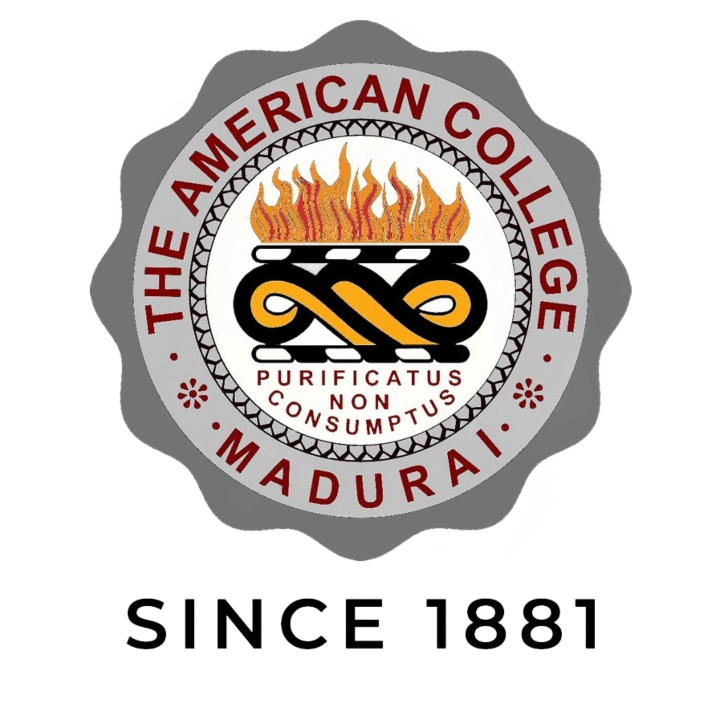 THE AMERICAN COLLEGE
PURIFICATUS
NON
CONSUMPTUS
MADURAI
SINCE 1881